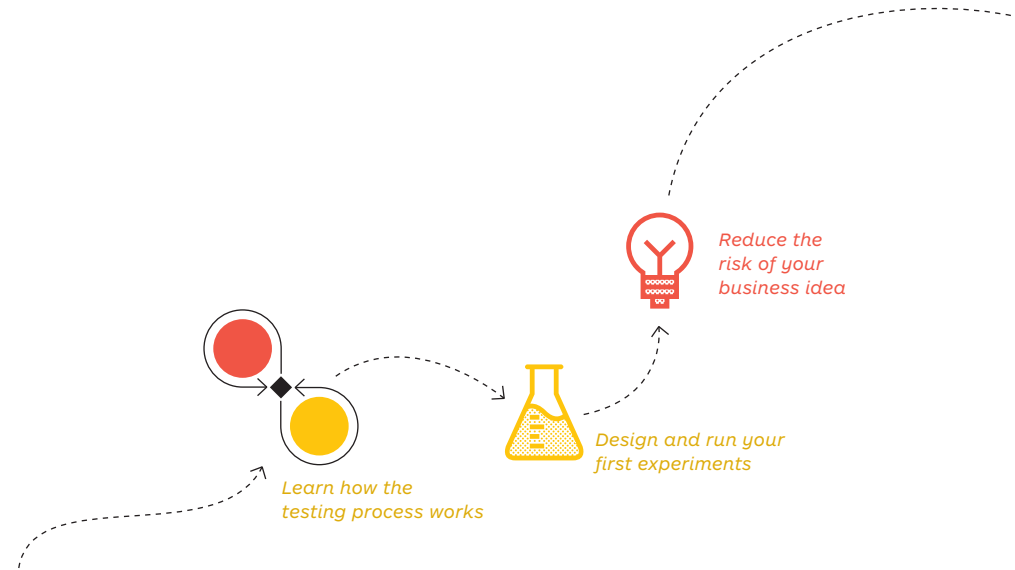 Reduce the
risk of your
business idea
Design and run your
first experiments
Learn how the
testing process works